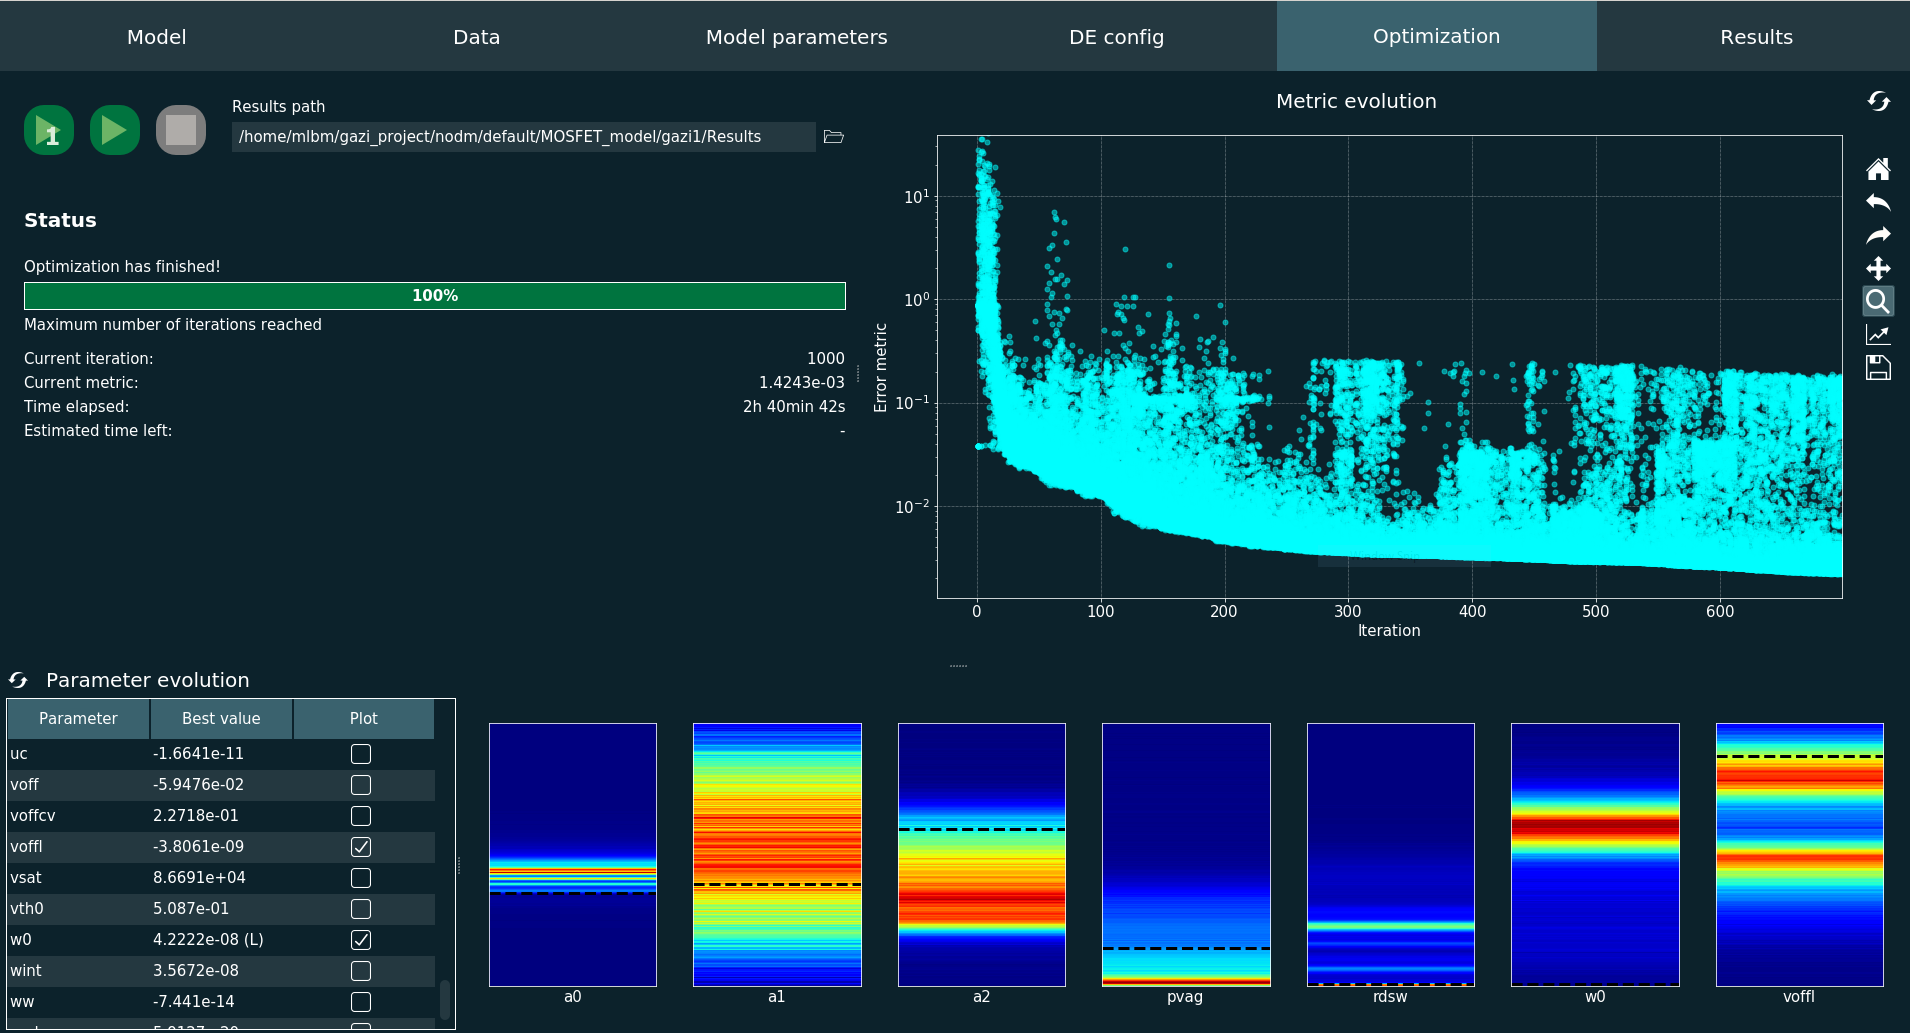 Model Data Model parameters DE config Optimization Results
1
Results path
/home/mlbm/gazi_project/nodm/default/MOSFET_model/gazi1/Results
Status
Optimization has finished!
100%
Maximum number of iterations reached
Current iteration: 1000
Current metric: 1.4243e-03
Time elapsed: 2h 40min 42s
Estimated time left: -
Metric evolution
Error metric
10¹
10⁰
10⁻¹
10⁻²
0 100 200 300 400 500 600
Iteration
Parameter evolution
Parameter Best value Plot
uc -1.6641e-11
voff -5.9476e-02
voffcv 2.2718e-01
voffl -3.8061e-09
vsat 8.6691e+04
vth0 5.087e-01
w0 4.2222e-08 (L)
wint 3.5672e-08
ww -7.441e-14
a0 a1 a2 pvag rdsw w0 voffl